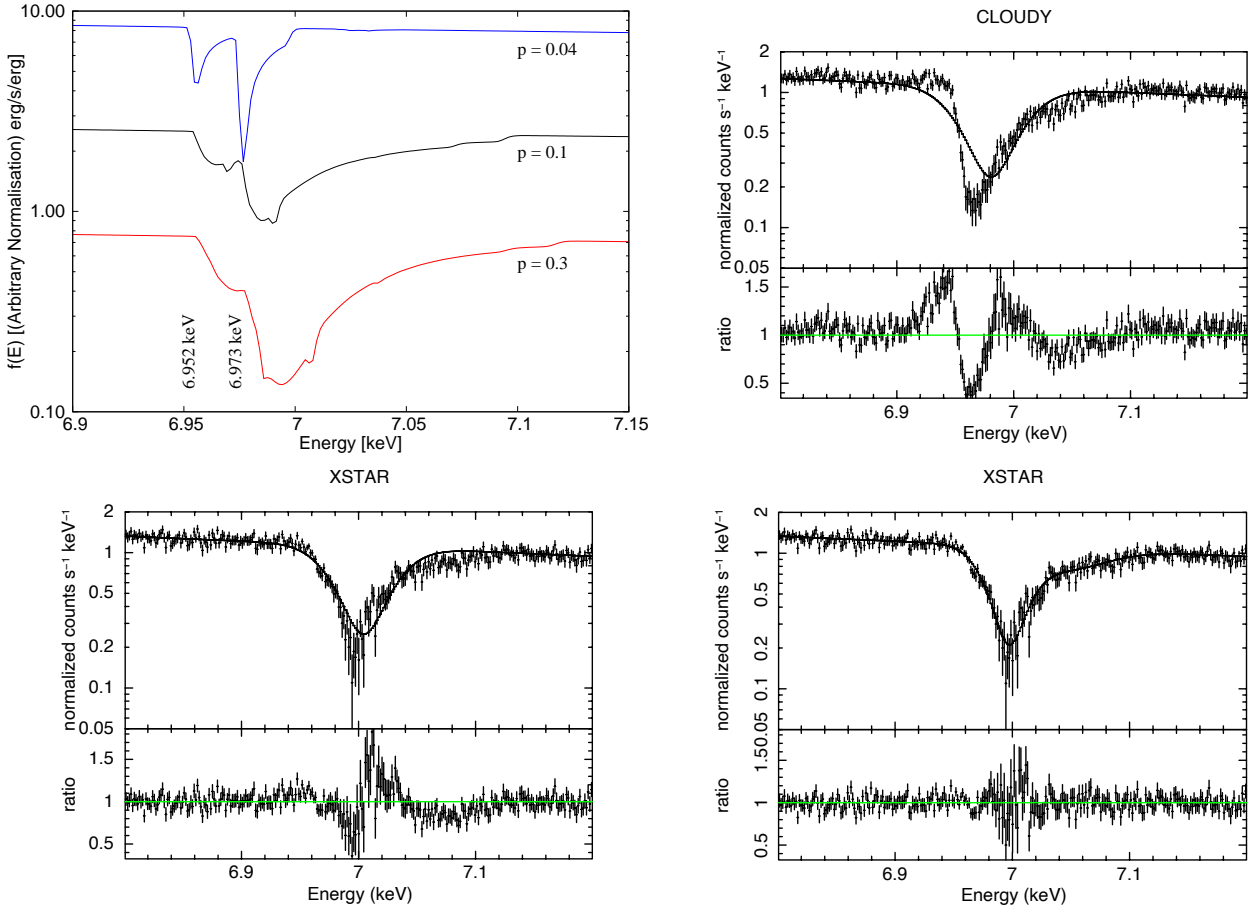 10.00
1.00
0.10
f(E) [(Arbitrary Normalisation) erg/s/erg]
p = 0.04
p = 0.1
p = 0.3
6.952 keV
6.973 keV
6.9 6.95 7 7.05 7.1 7.15
Energy [keV]
CLOUDY
normalized counts s⁻¹ keV⁻¹
2
1
0.5
0.1
0.05
ratio
1.5
1
0.5
6.9 7 7.1
Energy (keV)
XSTAR
normalized counts s⁻¹ keV⁻¹
2
1
0.5
0.1
0.05
ratio
1.5
1
0.5
6.9 7 7.1
Energy (keV)
XSTAR
normalized counts s⁻¹ keV⁻¹
2
1
0.5
0.1
0.05
ratio
1.5
1
0.5
6.9 7 7.1
Energy (keV)